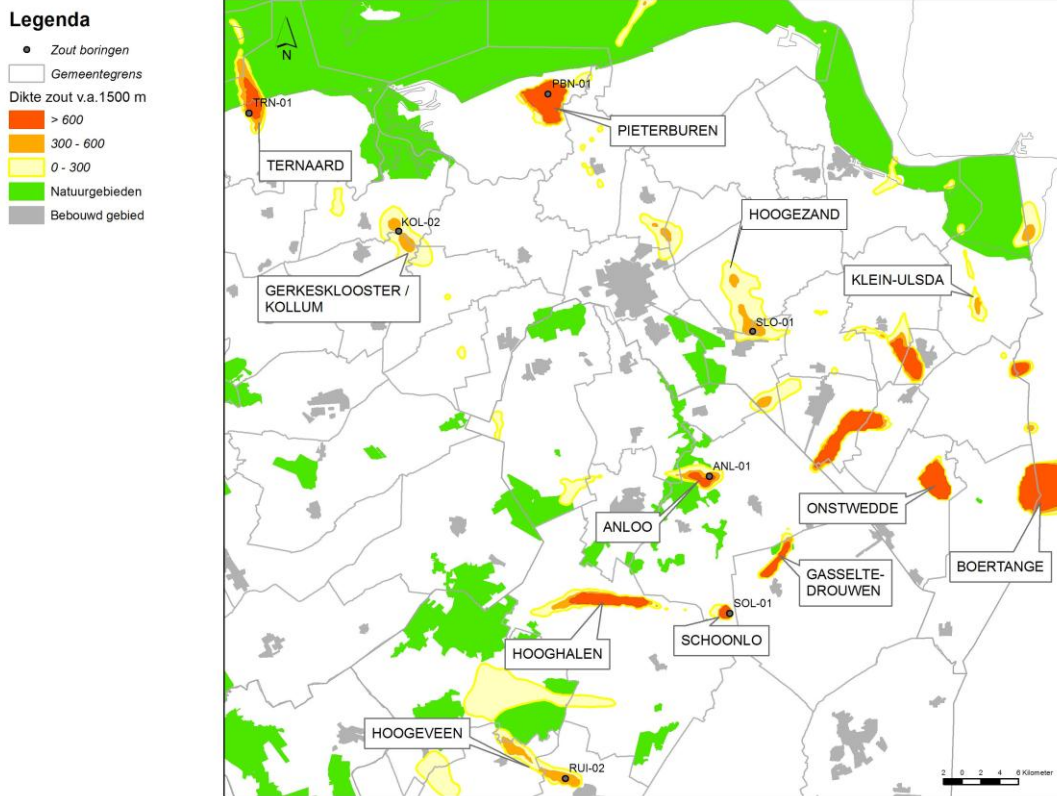 Legenda
Zout boringen
Gemeentegrens
Dikte zout v.a.1500 m
> 600
300 - 600
0 - 300
Natuurgebieden
Bebouwd gebied
N
TRN-01
TERNAARD
PBN-01
PIETERBUREN
KOL-02
GERKESKLOOSTER /
KOLLUM
HOOGEZAND
SLO-01
KLEIN-ULSDA
ANL-01
ANLOO
ONSTWEDDE
BOERTANGE
GASSELTE-
DROUWEN
SOL-01
SCHOONLO
HOOGHALEN
HOOGEVEEN
RUI-02
2 0 2 4 6 Kilometer